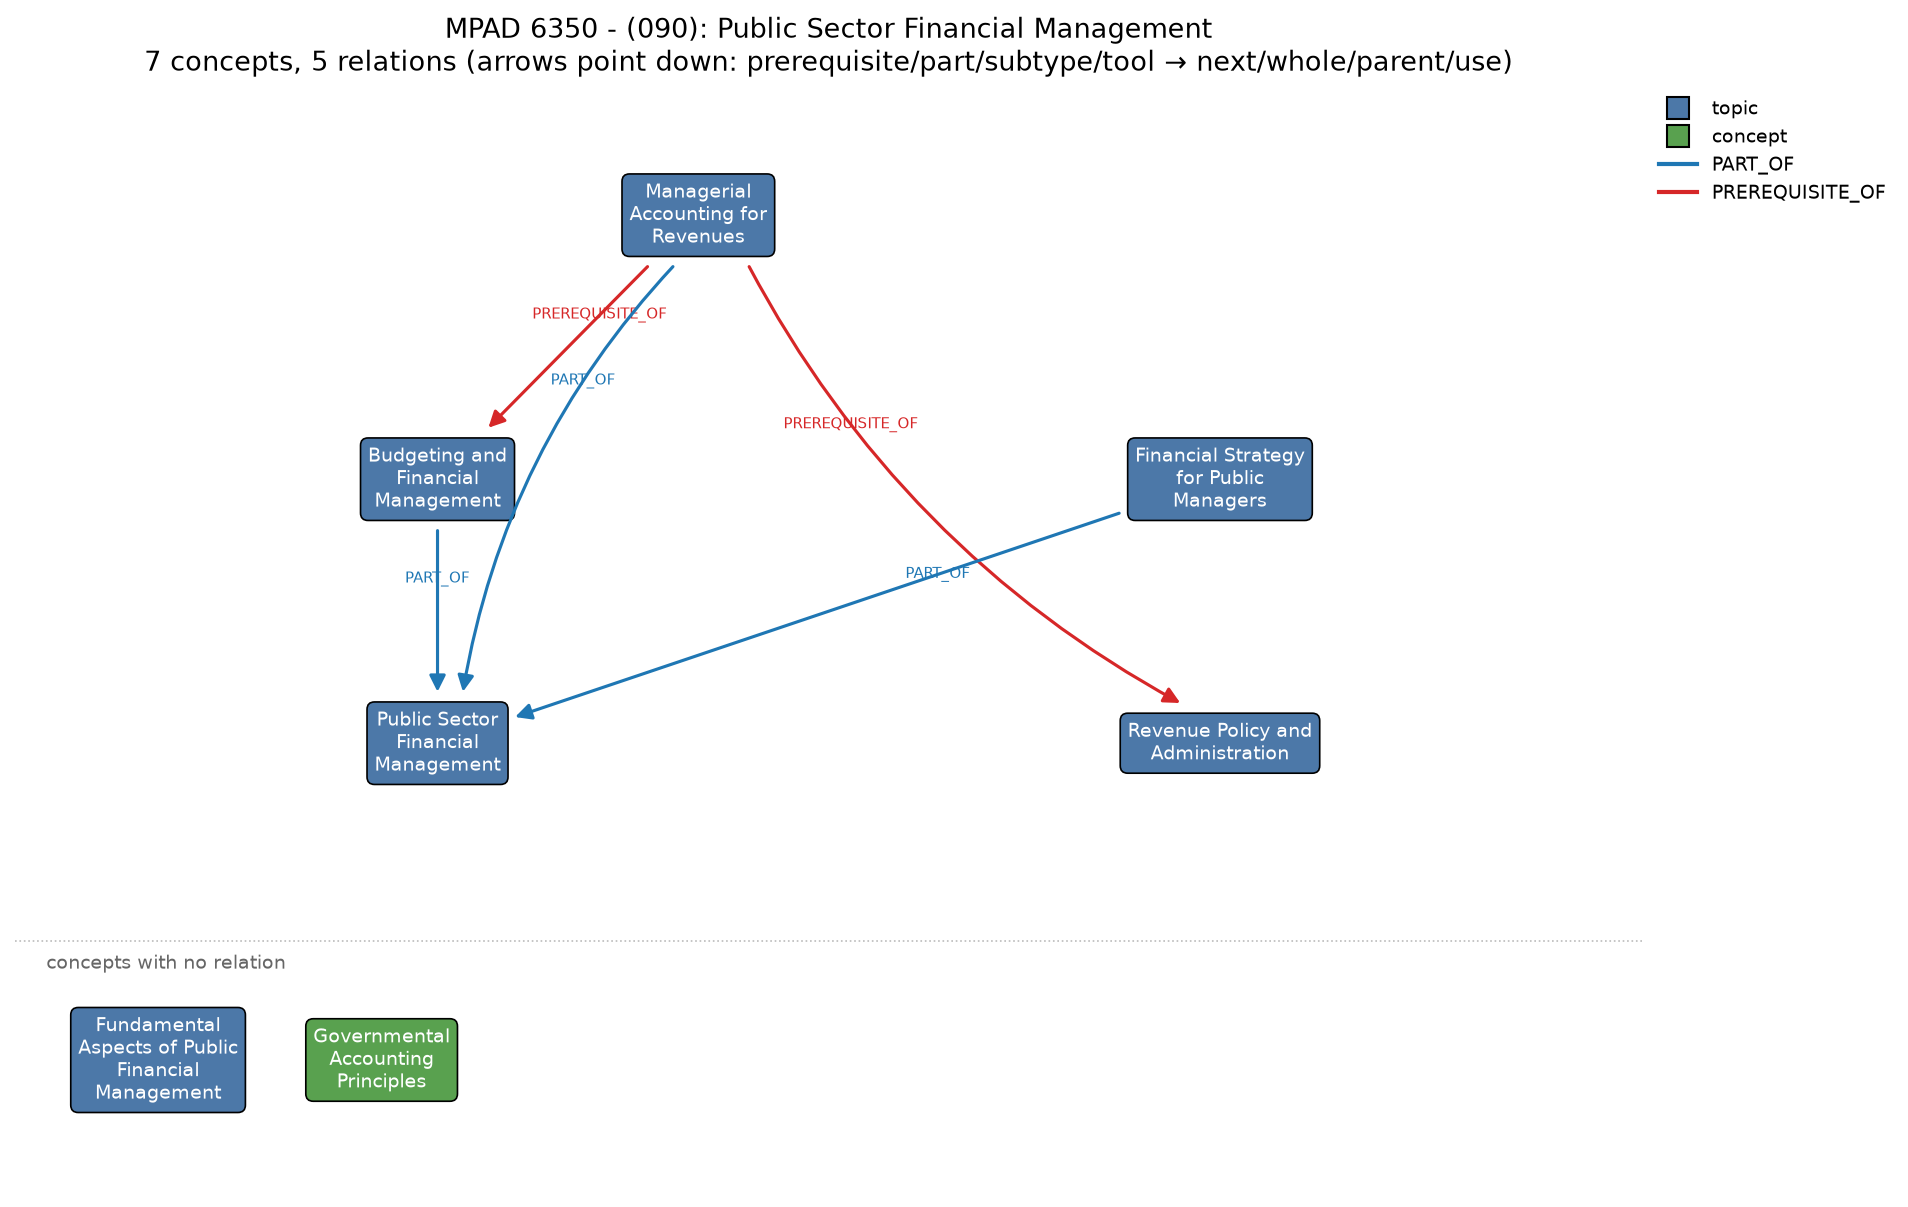 MPAD 6350 - (090): Public Sector Financial Management
7 concepts, 5 relations (arrows point down: prerequisite/part/subtype/tool → next/whole/parent/use)
topic
concept
PART_OF
PREREQUISITE_OF
Managerial
Accounting for
Revenues
PREREQUISITE_OF
PART_OF
PREREQUISITE_OF
Budgeting and
Financial
Management
Financial Strategy
for Public
Managers
PART_OF
PART_OF
Public Sector
Financial
Management
Revenue Policy and
Administration
concepts with no relation
Fundamental
Aspects of Public
Financial
Management
Governmental
Accounting
Principles